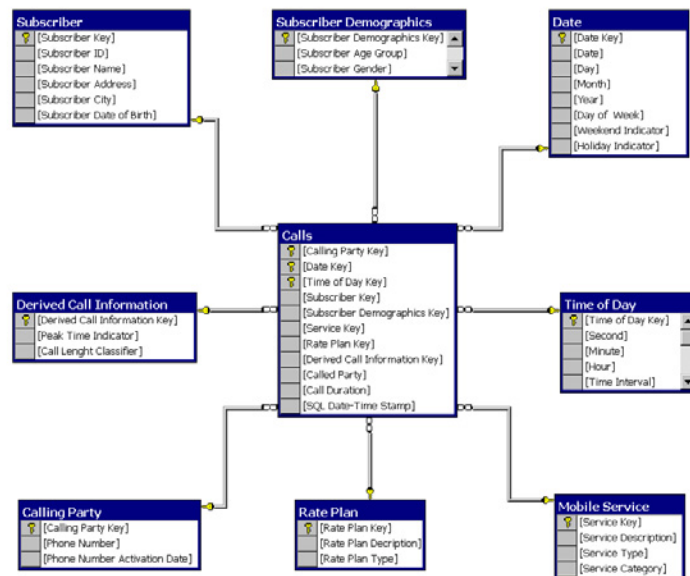 Subscriber
[Subscriber Key]
[Subscriber ID]
[Subscriber Name]
[Subscriber Address]
[Subscriber City]
[Subscriber Date of Birth]
Subscriber Demographics
[Subscriber Demographics Key]
[Subscriber Age Group]
[Subscriber Gender]
Date
[Date Key]
[Date]
[Day]
[Month]
[Year]
[Day of Week]
[Weekend Indicator]
[Holiday Indicator]
Calls
[Calling Party Key]
[Date Key]
[Time of Day Key]
[Subscriber Key]
[Subscriber Demographics Key]
[Service Key]
[Rate Plan Key]
[Derived Call Information Key]
[Called Party]
[Call Duration]
[SQL Date-Time Stamp]
Derived Call Information
[Derived Call Information Key]
[Peak Time Indicator]
[Call Lenght Classifier]
Time of Day
[Time of Day Key]
[Second]
[Minute]
[Hour]
[Time Interval]
Calling Party
[Calling Party Key]
[Phone Number]
[Phone Number Activation Date]
Rate Plan
[Rate Plan Key]
[Rate Plan Decription]
[Rate Plan Type]
Mobile Service
[Service Key]
[Service Description]
[Service Type]
[Service Category]